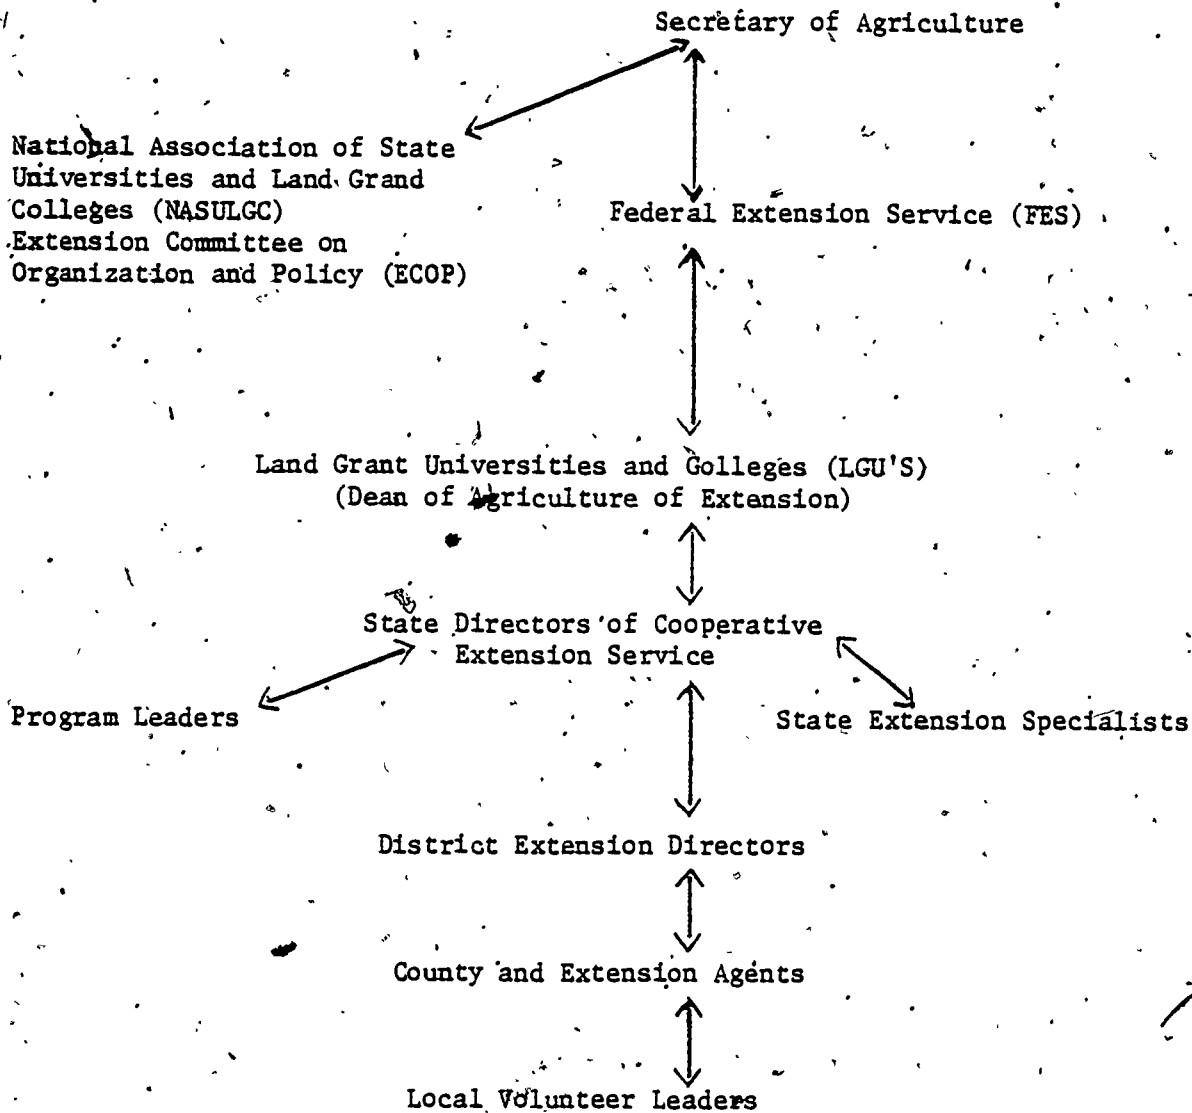 Secretary of Agriculture
National Association of State
Universities and Land Grand
Colleges (NASULGC)
Extension Committee on
Organization and Policy (ECOP)
Federal Extension Service (FES)
Land Grant Universities and Colleges (LGU'S)
(Dean of Agriculture of Extension)
State Directors of Cooperative
Extension Service
Program Leaders
State Extension Specialists
District Extension Directors
County and Extension Agents
Local Volunteer Leaders